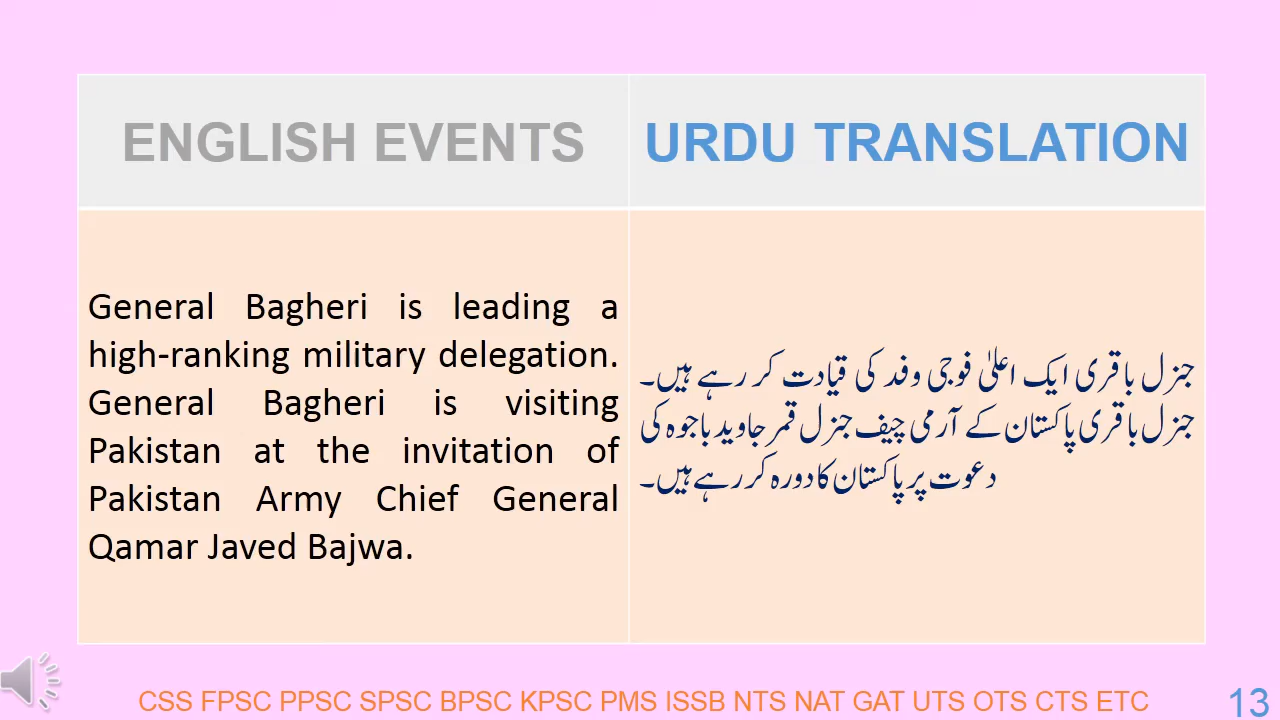 ENGLISH EVENTS
URDU TRANSLATION
General Bagheri is leading a
high-ranking military delegation.
General Bagheri is visiting
Pakistan at the invitation of
Pakistan Army Chief General
Qamar Javed Bajwa.
جنرل باقری ایک اعلیٰ فوجی وفد کی قیادت کر رہے ہیں۔
جنرل باقری پاکستان کے آرمی چیف جنرل قمر جاوید باجوہ کی
دعوت پر پاکستان کا دورہ کر رہے ہیں۔
CSS FPSC PPSC SPSC BPSC KPSC PMS ISSB NTS NAT GAT UTS OTS CTS ETC
13